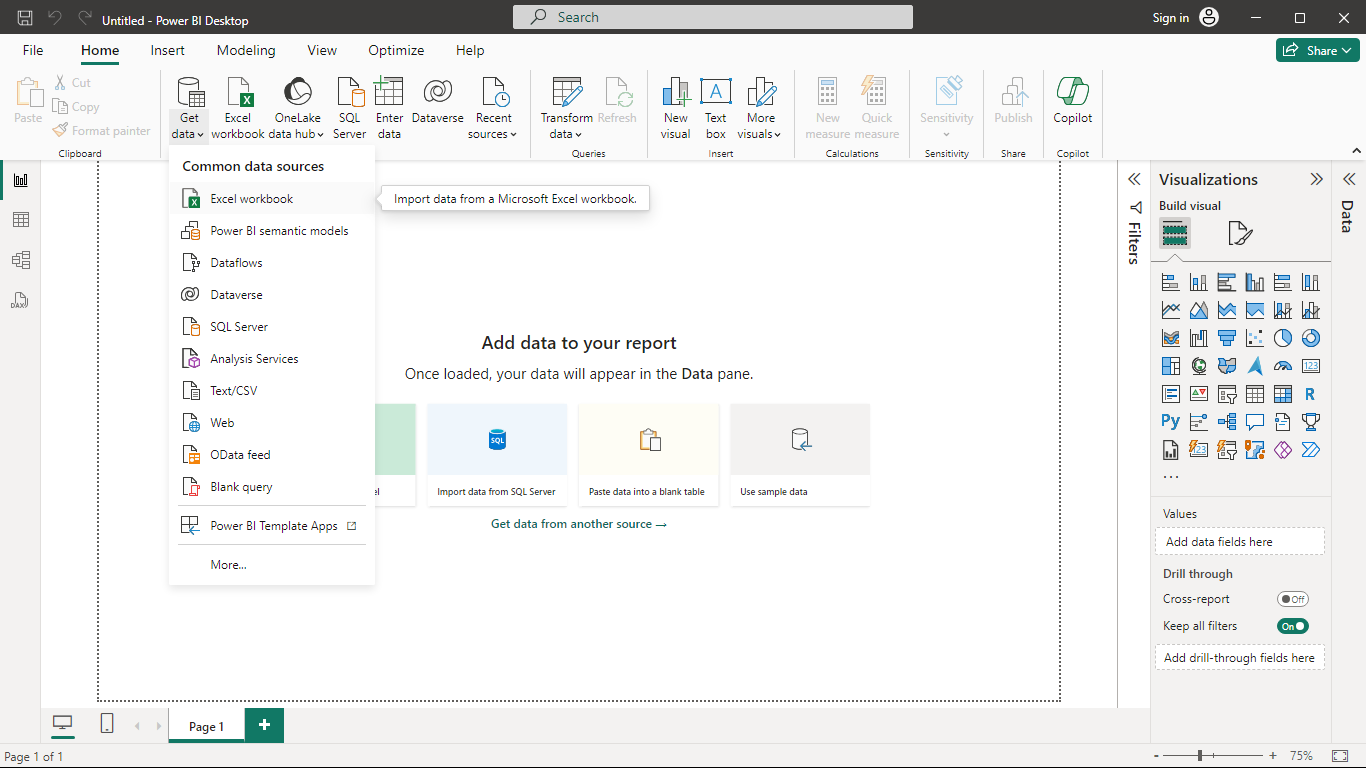 Untitled - Power BI Desktop
Search
Sign in
File
Home
Insert
Modeling
View
Optimize
Help
Share
Paste
Cut
Copy
Format painter
Clipboard
Get data
Excel workbook
OneLake data hub
SQL Server
Enter data
Dataverse
Recent sources
Transform data
Refresh
Queries
New visual
Text box
More visuals
Insert
New measure
Quick measure
Calculations
Sensitivity
Sensitivity
Publish
Share
Copilot
Copilot
Common data sources
Excel workbook
Import data from a Microsoft Excel workbook.
Power BI semantic models
Dataflows
Dataverse
SQL Server
Analysis Services
Text/CSV
Web
OData feed
Blank query
Power BI Template Apps
More...
Add data to your report
Once loaded, your data will appear in the Data pane.
SQL
el
Import data from SQL Server
Paste data into a blank table
Use sample data
Get data from another source →
Filters
Visualizations
Build visual
123
R
Py
123
...
Values
Add data fields here
Drill through
Cross-report
Off
Keep all filters
On
Add drill-through fields here
Data
DAX
Page 1
+
Page 1 of 1
- + 75%